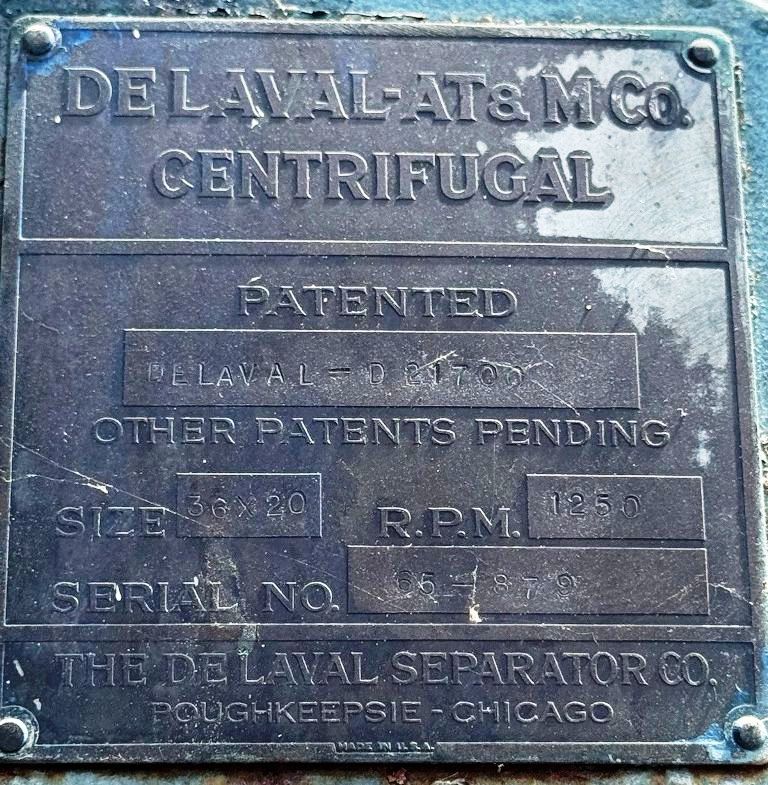 DE LAVAL-AT& M CO.
CENTRIFUGAL
PATENTED
DELAVAL - D 21700
OTHER PATENTS PENDING
SIZE 36X20 R.P.M. 1250
SERIAL NO. 65-879
THE DE LAVAL SEPARATOR CO.
POUGHKEEPSIE - CHICAGO
MADE IN U.S.A.